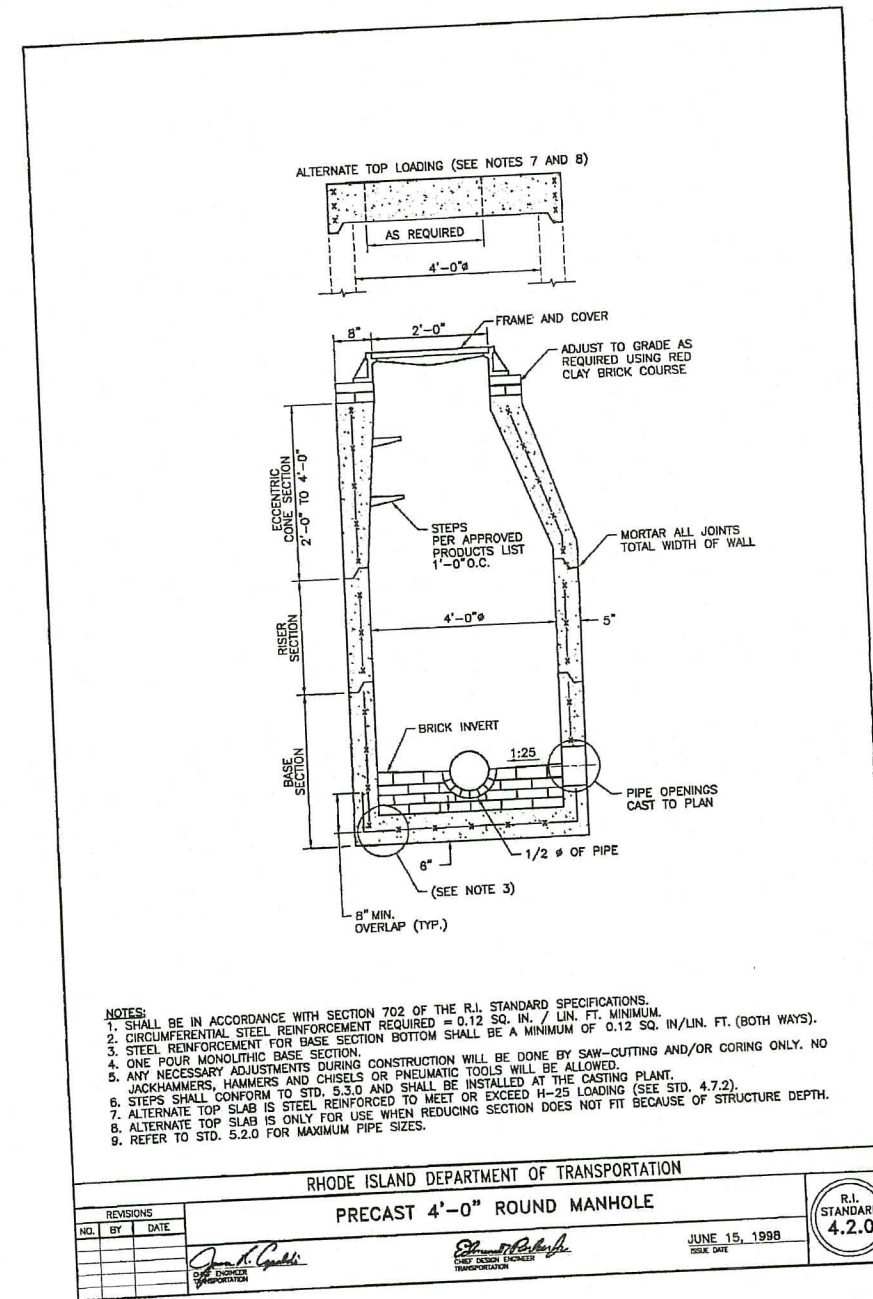 ALTERNATE TOP LOADING (SEE NOTES 7 AND 8)
AS REQUIRED
4'-0"ø
8"
2'-0"
FRAME AND COVER
ADJUST TO GRADE AS
REQUIRED USING RED
CLAY BRICK COURSE
ECCENTRIC
CONE SECTION
2'-0" TO 4'-0"
STEPS
PER APPROVED
PRODUCTS LIST
1'-0"O.C.
MORTAR ALL JOINTS
TOTAL WIDTH OF WALL
RISER
SECTION
4'-0"ø
5"
BASE
SECTION
BRICK INVERT
1:25
PIPE OPENINGS
CAST TO PLAN
6"
1/2 ø OF PIPE
(SEE NOTE 3)
8" MIN.
OVERLAP (TYP.)
NOTES:
1. SHALL BE IN ACCORDANCE WITH SECTION 702 OF THE R.I. STANDARD SPECIFICATIONS.
2. CIRCUMFERENTIAL STEEL REINFORCEMENT REQUIRED = 0.12 SQ. IN. / LIN. FT. MINIMUM.
3. STEEL REINFORCEMENT FOR BASE SECTION BOTTOM SHALL BE A MINIMUM OF 0.12 SQ. IN/LIN. FT. (BOTH WAYS).
4. ONE POUR MONOLITHIC BASE SECTION.
5. ANY NECESSARY ADJUSTMENTS DURING CONSTRUCTION WILL BE DONE BY SAW-CUTTING AND/OR CORING ONLY. NO
JACKHAMMERS, HAMMERS AND CHISELS OR PNEUMATIC TOOLS WILL BE ALLOWED.
6. STEPS SHALL CONFORM TO STD. 5.3.0 AND SHALL BE INSTALLED AT THE CASTING PLANT.
7. ALTERNATE TOP SLAB IS STEEL REINFORCED TO MEET OR EXCEED H-25 LOADING (SEE STD. 4.7.2).
8. ALTERNATE TOP SLAB IS ONLY FOR USE WHEN REDUCING SECTION DOES NOT FIT BECAUSE OF STRUCTURE DEPTH.
9. REFER TO STD. 5.2.0 FOR MAXIMUM PIPE SIZES.
RHODE ISLAND DEPARTMENT OF TRANSPORTATION
REVISIONS
NO. BY DATE
PRECAST 4'-0" ROUND MANHOLE
CHIEF ENGINEER
TRANSPORTATION
CHIEF DESIGN ENGINEER
TRANSPORTATION
JUNE 15, 1998
ISSUE DATE
R.I.
STANDARD
4.2.0